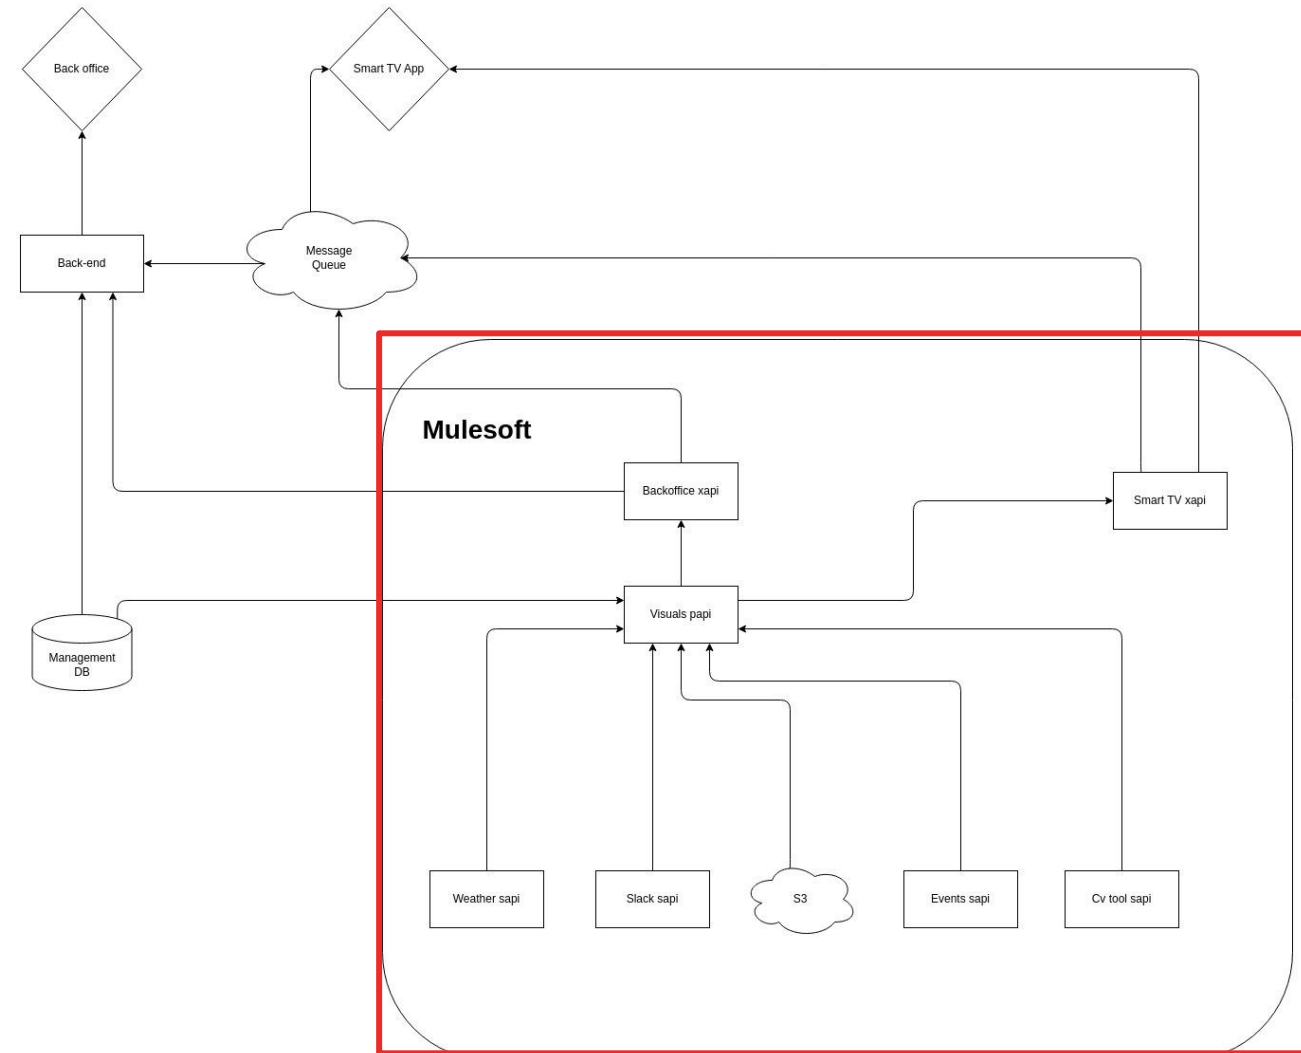 Back office
Smart TV App
Message
Queue
Back-end
Mulesoft
Backoffice xapi
Smart TV xapi
Visuals papi
Management
DB
Weather sapi
Slack sapi
S3
Events sapi
Cv tool sapi